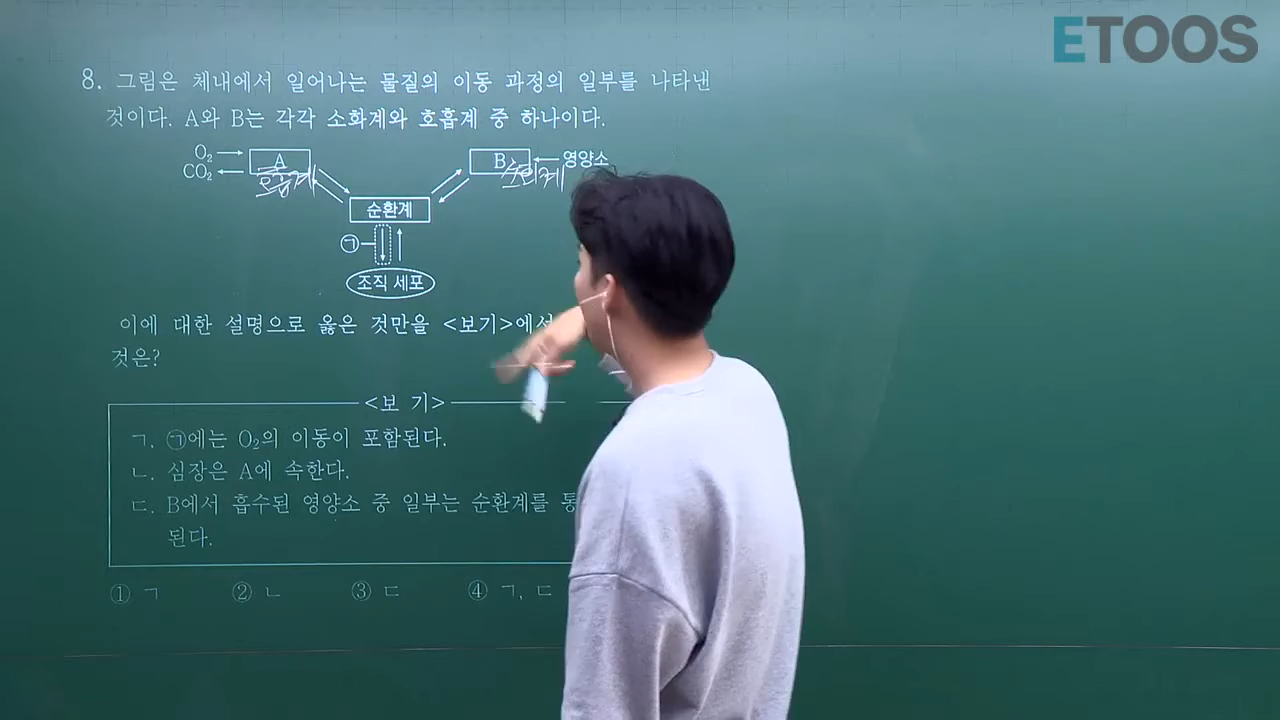 ETOOS
8. 그림은 체내에서 일어나는 물질의 이동 과정의 일부를 나타낸
것이다. A와 B는 각각 소화계와 호흡계 중 하나이다.
O₂ A B 영양소
CO₂ 호흡계 소화계
순환계
㉠
조직 세포
이에 대한 설명으로 옳은 것만을 <보기>에서
것은?
<보 기>
ㄱ. ㉠에는 O₂의 이동이 포함된다.
ㄴ. 심장은 A에 속한다.
ㄷ. B에서 흡수된 영양소 중 일부는 순환계를 통
된다.
① ㄱ ② ㄴ ③ ㄷ ④ ㄱ, ㄷ